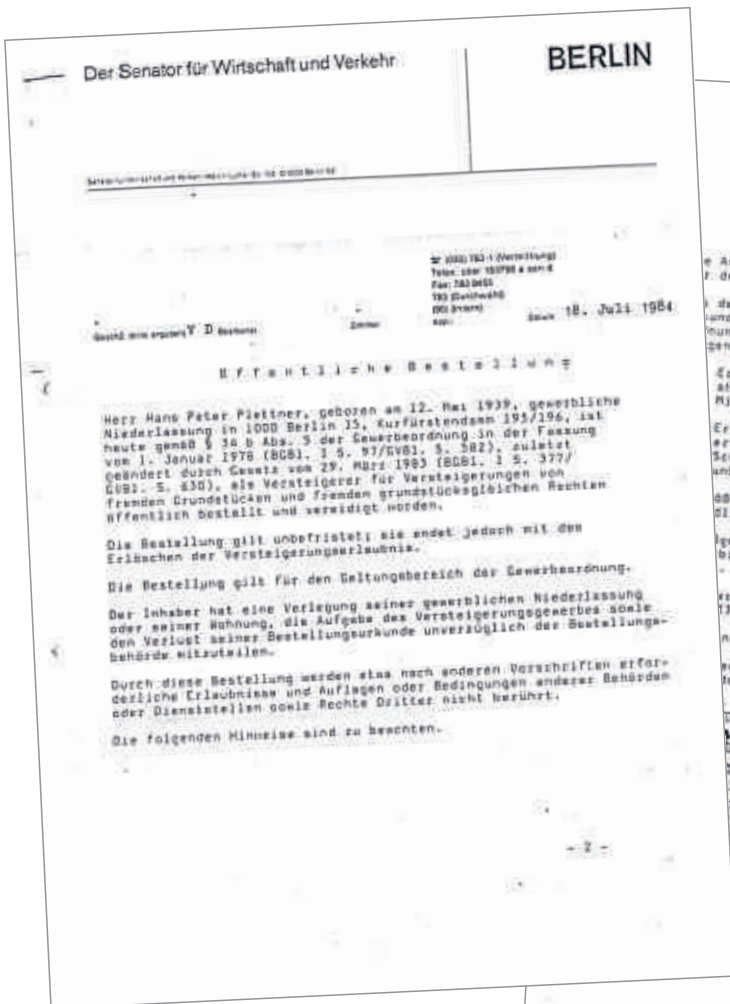 Der Senator für Wirtschaft und Verkehr
BERLIN
(Vermittlung)
18. Juli 1984
Öffentliche Bestellung
Herr Hans Peter Plettner, geboren am 12. Mai 1939, gewerbliche
Niederlassung in 1000 Berlin 15, Kurfürstendamm 195/196, ist
heute gemäß § 34 b Abs. 5 der Gewerbeordnung in der Fassung
vom 1. Januar 1978 (BGBl. I S. 97/GVBl. S. 582), zuletzt
geändert durch Gesetz vom 29. März 1983 (BGBl. I S. 377/
GVBl. S. 630), als Versteigerer für Versteigerungen von
fremden Grundstücken und fremden grundstücksgleichen Rechten
öffentlich bestellt und vereidigt worden.
Die Bestellung gilt unbefristet; sie endet jedoch mit dem
Erlöschen der Versteigerungserlaubnis.
Die Bestellung gilt für den Geltungsbereich der Gewerbeordnung.
Der Inhaber hat eine Verlegung seiner gewerblichen Niederlassung
oder seiner Wohnung, die Aufgabe des Versteigerungsgewerbes sowie
den Verlust seiner Bestellungsurkunde unverzüglich der Bestellungs-
behörde mitzuteilen.
Durch diese Bestellung werden etwa nach anderen Vorschriften erfor-
derliche Erlaubnisse und Auflagen oder Bedingungen anderer Behörden
oder Dienststellen sowie Rechte Dritter nicht berührt.
Die folgenden Hinweise sind zu beachten.
- 2 -